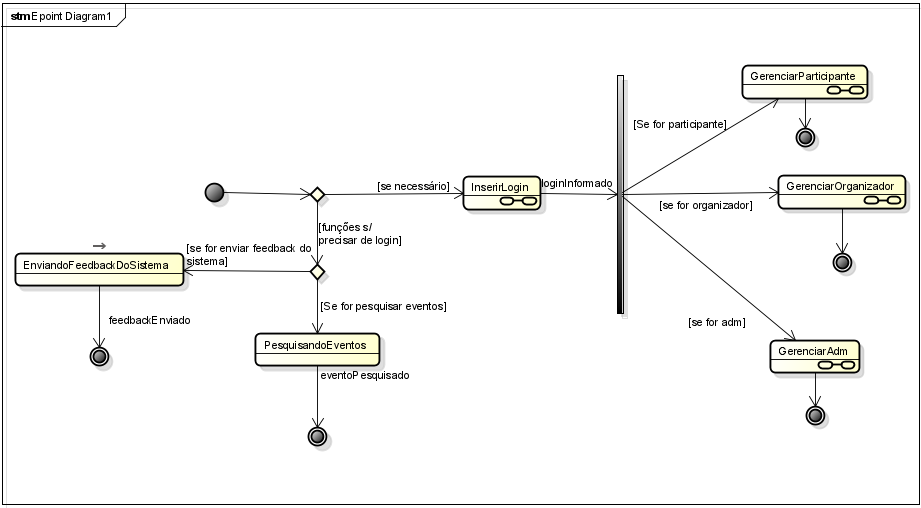 stm Epoint Diagram1
GerenciarParticipante
[Se for participante]
[se necessário]
InserirLogin
loginInformado
GerenciarOrganizador
[se for organizador]
[funções s/
precisar de login]
[se for enviar feedback do
sistema]
EnviandoFeedbackDoSistema
[Se for pesquisar eventos]
feedbackEnviado
[se for adm]
PesquisandoEventos
GerenciarAdm
eventoPesquisado